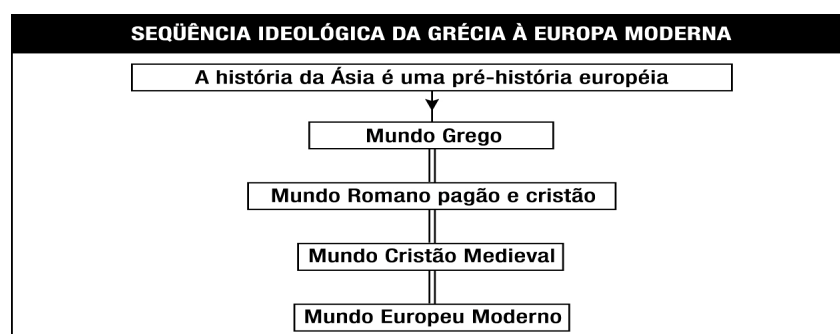 SEQÜÊNCIA IDEOLÓGICA DA GRÉCIA À EUROPA MODERNA
A história da Ásia é uma pré-história européia
Mundo Grego
Mundo Romano pagão e cristão
Mundo Cristão Medieval
Mundo Europeu Moderno